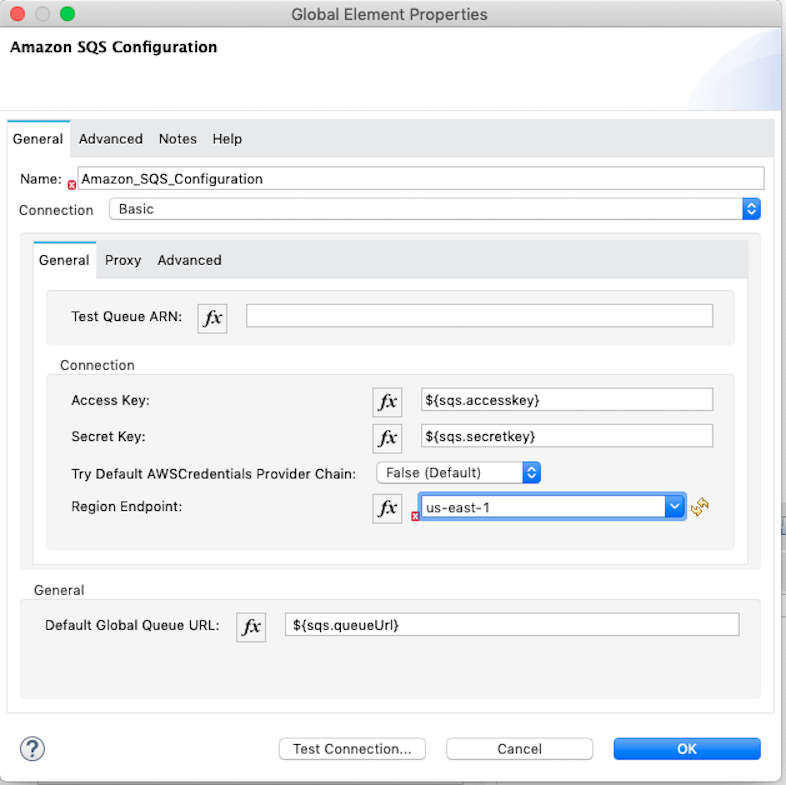 Global Element Properties
Amazon SQS Configuration
General Advanced Notes Help
Name: Amazon_SQS_Configuration
Connection Basic
General Proxy Advanced
Test Queue ARN: fx
Connection
Access Key: fx ${sqs.accesskey}
Secret Key: fx ${sqs.secretkey}
Try Default AWSCredentials Provider Chain: False (Default)
Region Endpoint: fx us-east-1
General
Default Global Queue URL: fx ${sqs.queueUrl}
? Test Connection... Cancel OK